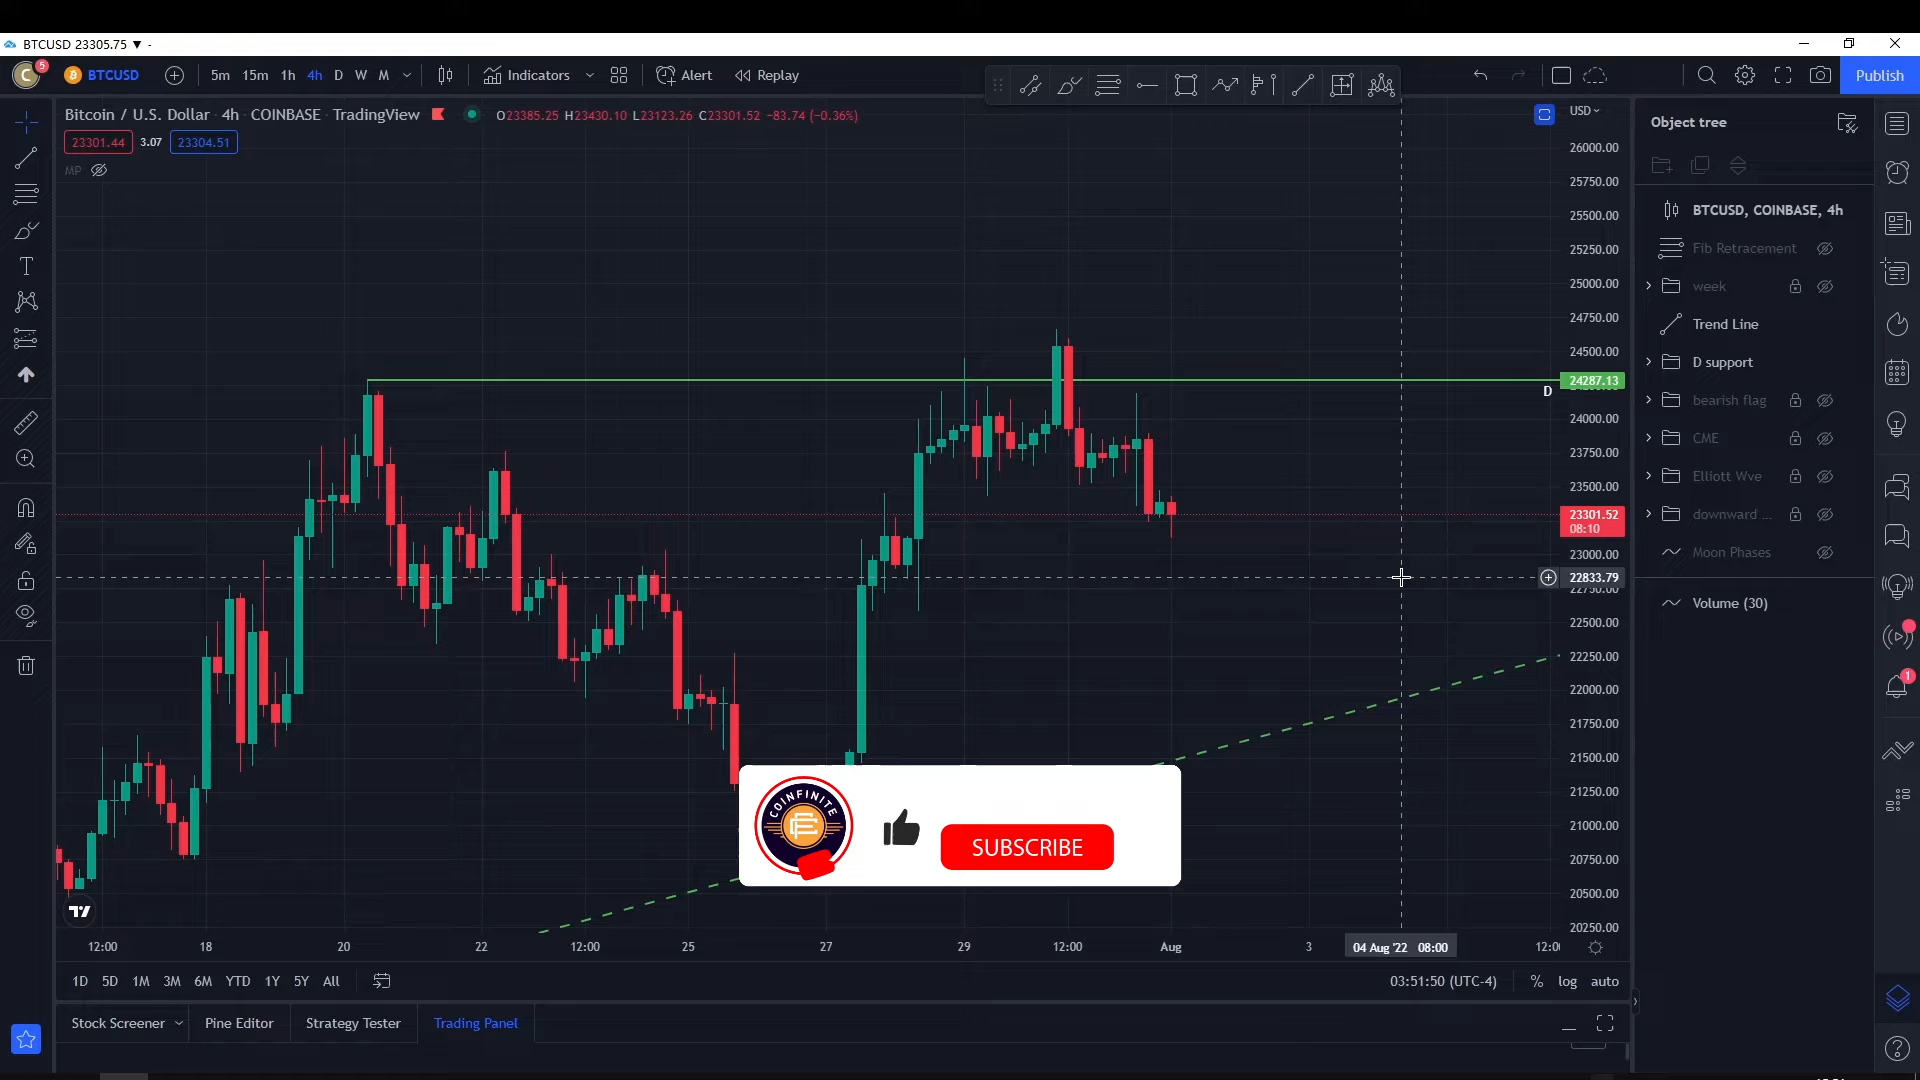 BTCUSD 23305.75 ▼ -
C 5 BTCUSD 5m 15m 1h 4h D W M Indicators Alert Replay Publish
Bitcoin / U.S. Dollar · 4h · COINBASE · TradingView O23385.25 H23430.10 L23123.26 C23301.52 −83.74 (−0.36%)
23301.44 3.07 23304.51
MP
USD
26000.00
25750.00
25500.00
25250.00
25000.00
24750.00
24500.00
24287.13
D
24000.00
23750.00
23500.00
23301.52
08:10
23000.00
22833.79
22750.00
22500.00
22250.00
22000.00
21750.00
21500.00
21250.00
21000.00
20750.00
20500.00
20250.00
Object tree
BTCUSD, COINBASE, 4h
Fib Retracement
week
Trend Line
D support
bearish flag
CME
Elliott Wve
downward ...
Moon Phases
Volume (30)
1
COINFINITE
SUBSCRIBE
12:00 18 20 22 12:00 25 27 29 12:00 Aug 3 04 Aug '22 08:00
1D 5D 1M 3M 6M YTD 1Y 5Y All 03:51:50 (UTC-4) % log auto
Stock Screener Pine Editor Strategy Tester Trading Panel